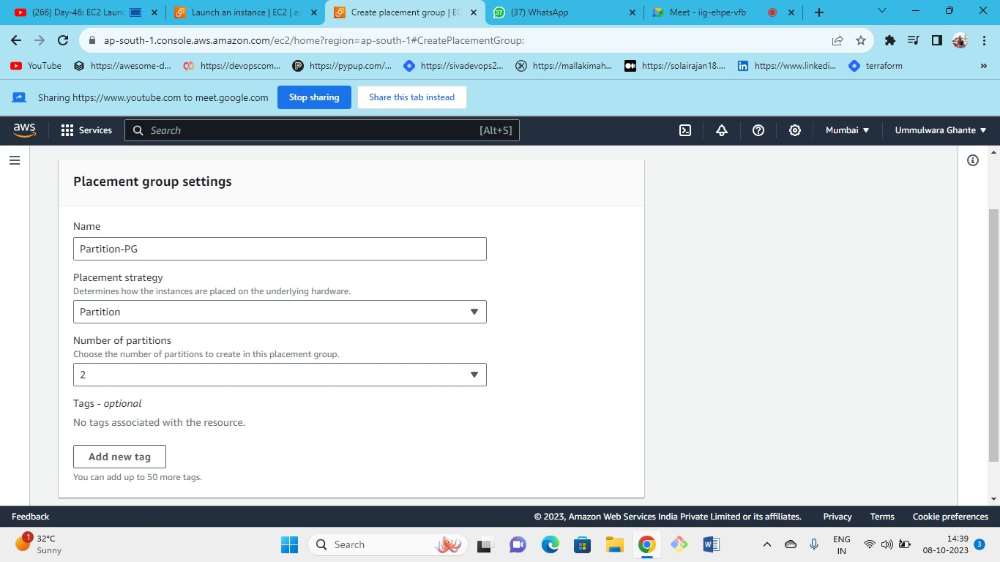 (266) Day-46: EC2 Launc
Launch an instance | EC2 | ap
Create placement group | EC
37
(37) WhatsApp
Meet - iig-ehpe-vfb
ap-south-1.console.aws.amazon.com/ec2/home?region=ap-south-1#CreatePlacementGroup:
YouTube
https://awesome-d...
https://devopscom...
https://pypup.com/...
https://sivadevops2...
https://mallakimah...
https://solairajan18....
https://www.linkedi...
terraform
Sharing https://www.youtube.com to meet.google.com
Stop sharing
Share this tab instead
aws
Services
Search
[Alt+S]
Mumbai
Ummulwara Ghante
Placement group settings
Name
Partition-PG
Placement strategy
Determines how the instances are placed on the underlying hardware.
Partition
Number of partitions
Choose the number of partitions to create in this placement group.
2
Tags - optional
No tags associated with the resource.
Add new tag
You can add up to 50 more tags.
Feedback
© 2023, Amazon Web Services India Private Limited or its affiliates.
Privacy
Terms
Cookie preferences
1
32°C
Sunny
Search
ENG
IN
14:39
08-10-2023
3